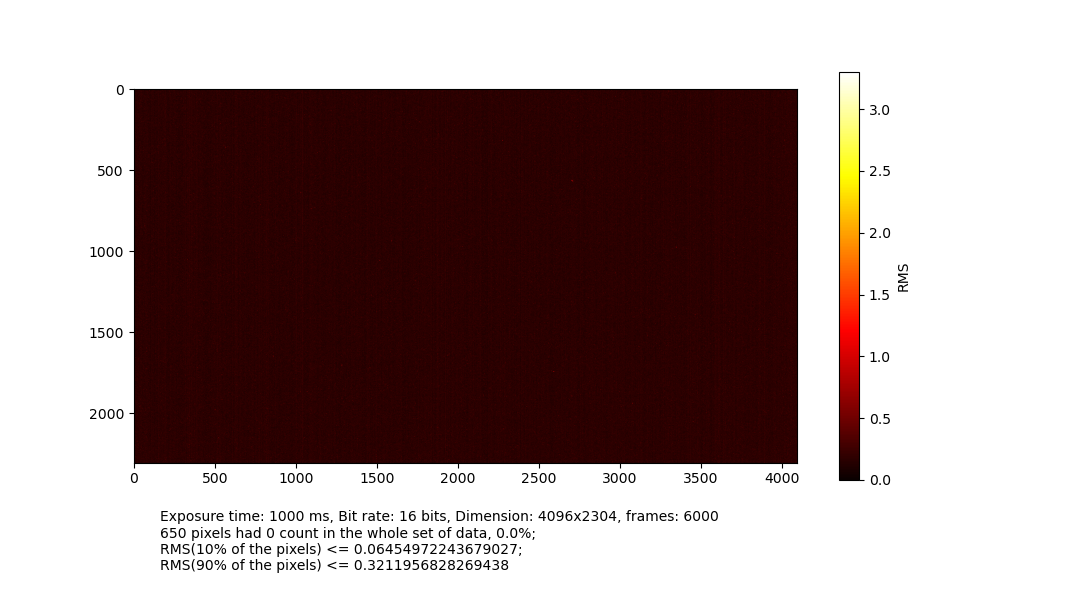 0
500
1000
1500
2000
0 500 1000 1500 2000 2500 3000 3500 4000
3.0
2.5
2.0
1.5
1.0
0.5
0.0
RMS
Exposure time: 1000 ms, Bit rate: 16 bits, Dimension: 4096x2304, frames: 6000
650 pixels had 0 count in the whole set of data, 0.0%;
RMS(10% of the pixels) <= 0.06454972243679027;
RMS(90% of the pixels) <= 0.3211956828269438